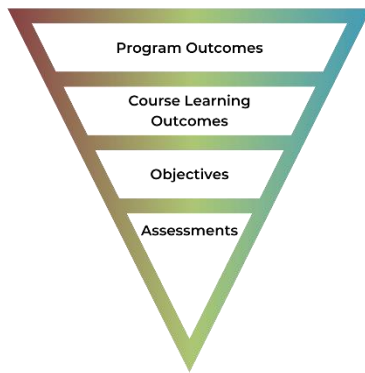 Program Outcomes
Course Learning
Outcomes
Objectives
Assessments